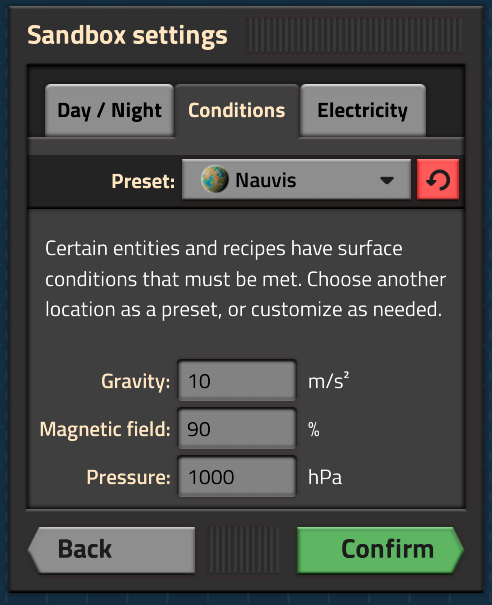 Sandbox settings
Day / Night
Conditions
Electricity
Preset:
Nauvis
Certain entities and recipes have surface
conditions that must be met. Choose another
location as a preset, or customize as needed.
Gravity: 10 m/s²
Magnetic field: 90 %
Pressure: 1000 hPa
Back
Confirm